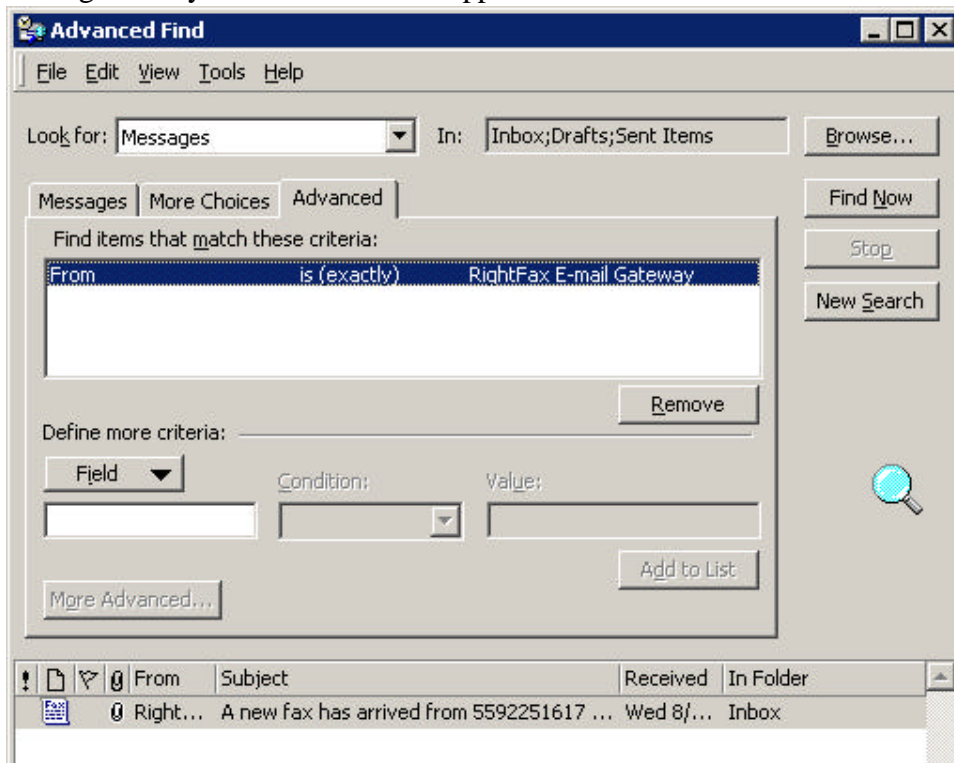 Advanced Find
File Edit View Tools Help
Look for: Messages In: Inbox;Drafts;Sent Items Browse...
Messages More Choices Advanced Find Now
Find items that match these criteria: Stop
From is (exactly) RightFax E-mail Gateway
New Search
Remove
Define more criteria:
Field Condition: Value:
Add to List
More Advanced...
! From Subject Received In Folder
Fax Right... A new fax has arrived from 5592251617 ... Wed 8/... Inbox